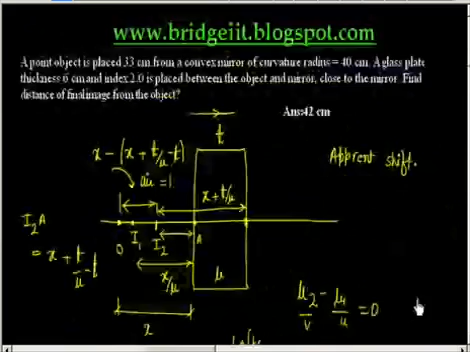 www.bridgeiit.blogspot.com
A point object is placed 33 cm from a convex mirror of curvature radius = 40 cm. A glass plate
thickness 6 cm and index 2.0 is placed between the object and mirror, close to the mirror. Find
distance of final image from the object?
Ans:42 cm
t
x - (x + t/μ - t)
Apprent shift.
air = 1
x + t/μ
I₂A
= x + t/μ - t
O I₁ I₂ A
x/μ
μ
μ₂/v - μ₁/u = 0
x